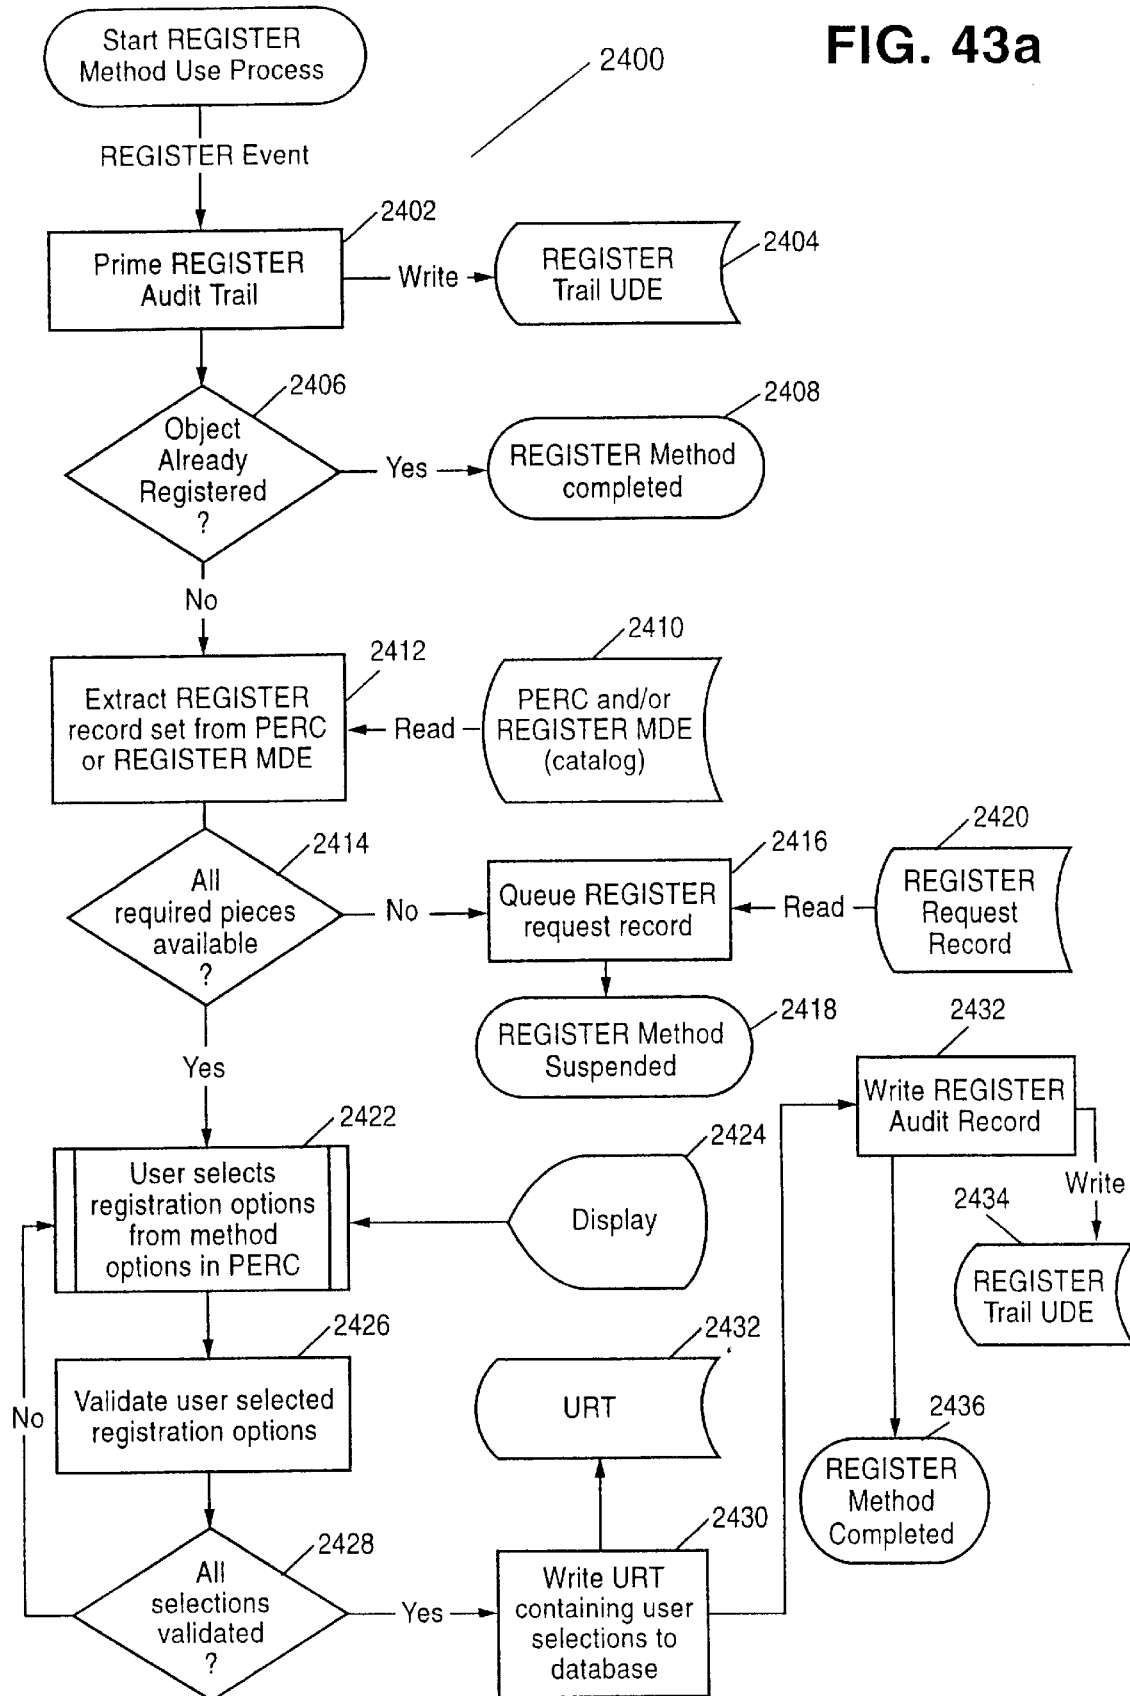 FIG. 43a
Start REGISTER
Method Use Process
2400
REGISTER Event
2402
Prime REGISTER
Audit Trail
Write
REGISTER
Trail UDE
2404
2406
Object
Already
Registered
?
Yes
2408
REGISTER Method
completed
No
2412
Extract REGISTER
record set from PERC
or REGISTER MDE
Read
2410
PERC and/or
REGISTER MDE
(catalog)
2414
All
required pieces
available
?
No
2416
Queue REGISTER
request record
Read
2420
REGISTER
Request
Record
2418
REGISTER Method
Suspended
Yes
2422
User selects
registration options
from method
options in PERC
2424
Display
2432
Write REGISTER
Audit Record
Write
2434
REGISTER
Trail UDE
2426
Validate user selected
registration options
No
2432
URT
2436
REGISTER
Method
Completed
2428
All
selections
validated
?
Yes
2430
Write URT
containing user
selections to
database